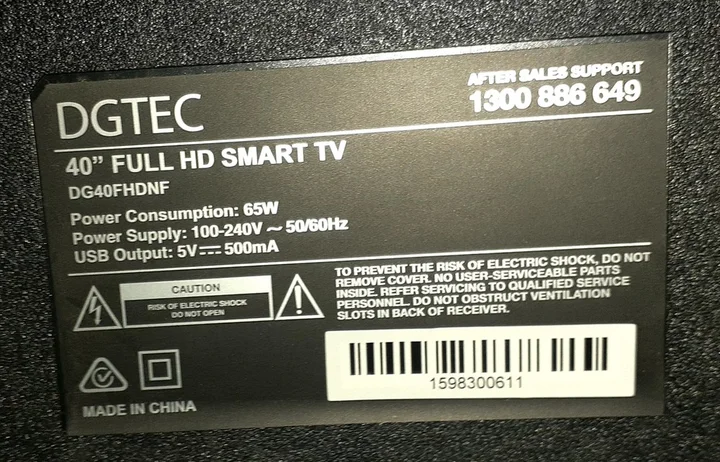 DGTEC
AFTER SALES SUPPORT
1300 886 649
40” FULL HD SMART TV
DG40FHDNF
Power Consumption: 65W
Power Supply: 100-240V ~ 50/60Hz
USB Output: 5V⎓500mA
CAUTION
RISK OF ELECTRIC SHOCK
DO NOT OPEN
TO PREVENT THE RISK OF ELECTRIC SHOCK, DO NOT
REMOVE COVER. NO USER-SERVICEABLE PARTS
INSIDE. REFER SERVICING TO QUALIFIED SERVICE
PERSONNEL. DO NOT OBSTRUCT VENTILATION
SLOTS IN BACK OF RECEIVER.
1598300611
MADE IN CHINA